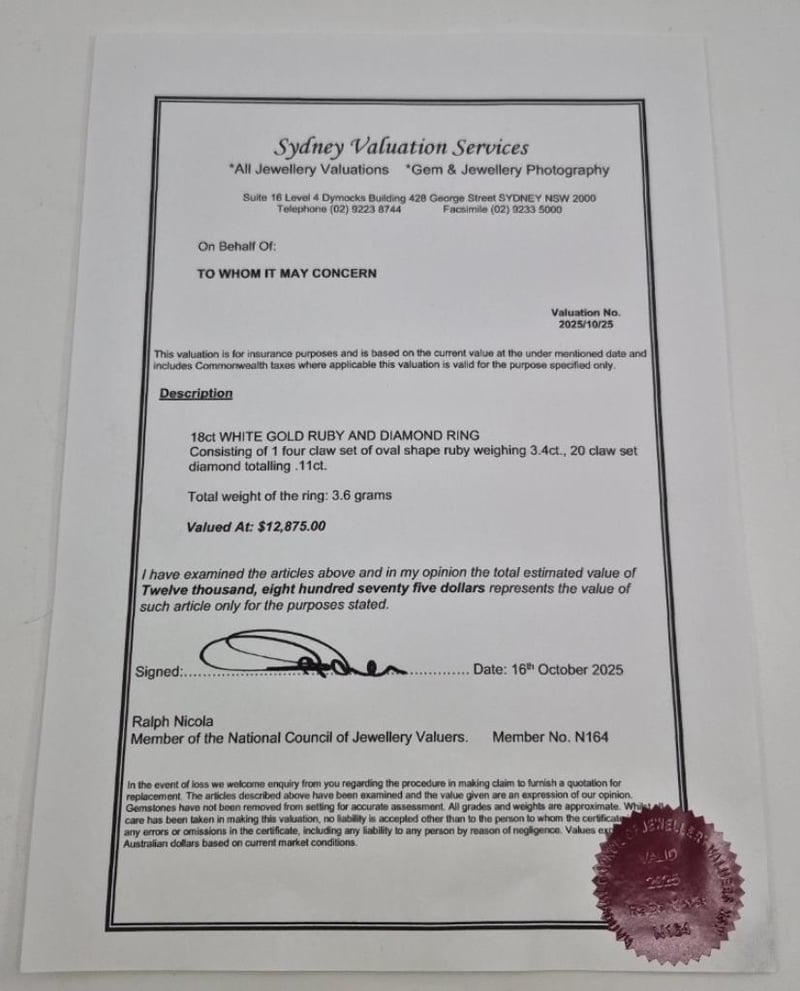 Sydney Valuation Services
*All Jewellery Valuations *Gem & Jewellery Photography
Suite 16 Level 4 Dymocks Building 428 George Street SYDNEY NSW 2000
Telephone (02) 9223 8744 Facsimile (02) 9233 5000
On Behalf Of:
TO WHOM IT MAY CONCERN
Valuation No.
2025/10/25
This valuation is for insurance purposes and is based on the current value at the under mentioned date and
includes Commonwealth taxes where applicable this valuation is valid for the purpose specified only.
Description
18ct WHITE GOLD RUBY AND DIAMOND RING
Consisting of 1 four claw set of oval shape ruby weighing 3.4ct., 20 claw set
diamond totalling .11ct.
Total weight of the ring: 3.6 grams
Valued At: $12,875.00
I have examined the articles above and in my opinion the total estimated value of
Twelve thousand, eight hundred seventy five dollars represents the value of
such article only for the purposes stated.
Signed:.................................................. Date: 16th October 2025
Ralph Nicola
Member of the National Council of Jewellery Valuers. Member No. N164
In the event of loss we welcome enquiry from you regarding the procedure in making claim to furnish a quotation for
replacement. The articles described above have been examined and the value given are an expression of our opinion.
Gemstones have not been removed from setting for accurate assessment. All grades and weights are approximate. Whilst all
care has been taken in making this valuation, no liability is accepted other than to the person to whom the certificate
any errors or omissions in the certificate, including any liability to any person by reason of negligence. Values
Australian dollars based on current market conditions.
OF JEWELLERY VALUERS
VALID
2025
N164